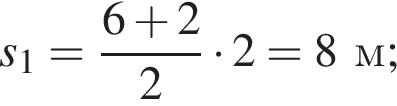 s₁ = (6 + 2)/2 · 2 = 8 м;